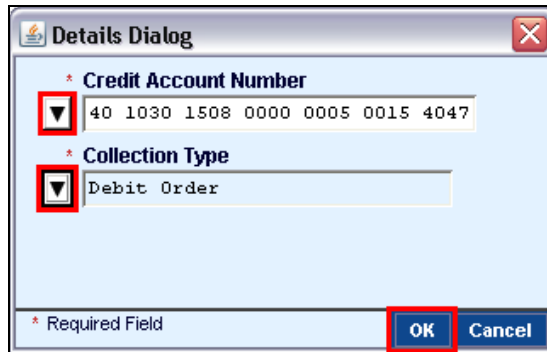 Details Dialog
* Credit Account Number
40 1030 1508 0000 0005 0015 4047
* Collection Type
Debit Order
* Required Field
OK Cancel